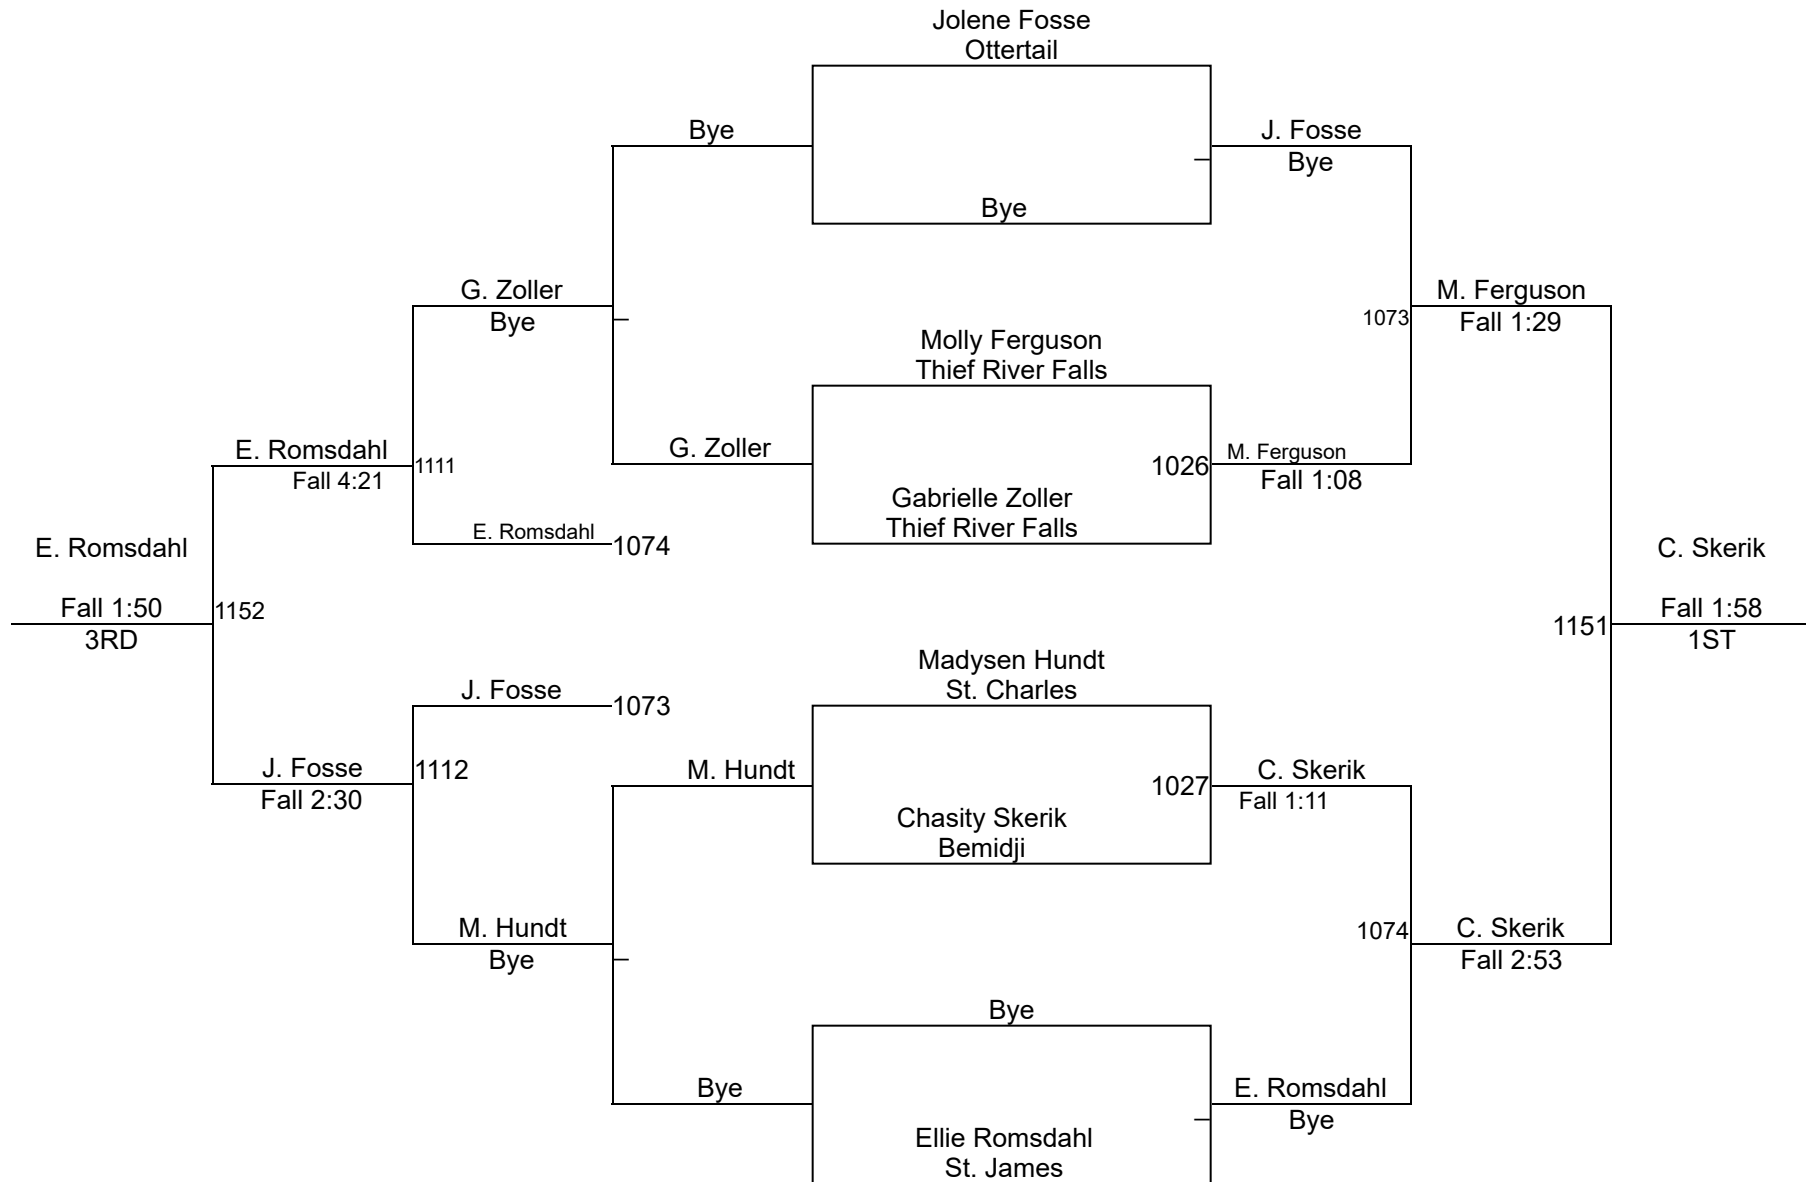 Jolene Fosse
Ottertail
Bye
J. Fosse
Bye
Bye
G. Zoller
Bye
M. Ferguson
1073
Fall 1:29
Molly Ferguson
Thief River Falls
G. Zoller
1026
M. Ferguson
Fall 1:08
E. Romsdahl
1111
Fall 4:21
Gabrielle Zoller
Thief River Falls
E. Romsdahl
1074
E. Romsdahl
Fall 1:50
3RD
1152
C. Skerik
Fall 1:58
1ST
1151
Madysen Hundt
St. Charles
J. Fosse
1073
J. Fosse
Fall 2:30
1112
M. Hundt
1027
C. Skerik
Fall 1:11
Chasity Skerik
Bemidji
M. Hundt
Bye
1074
C. Skerik
Fall 2:53
Bye
Bye
E. Romsdahl
Bye
Ellie Romsdahl
St. James